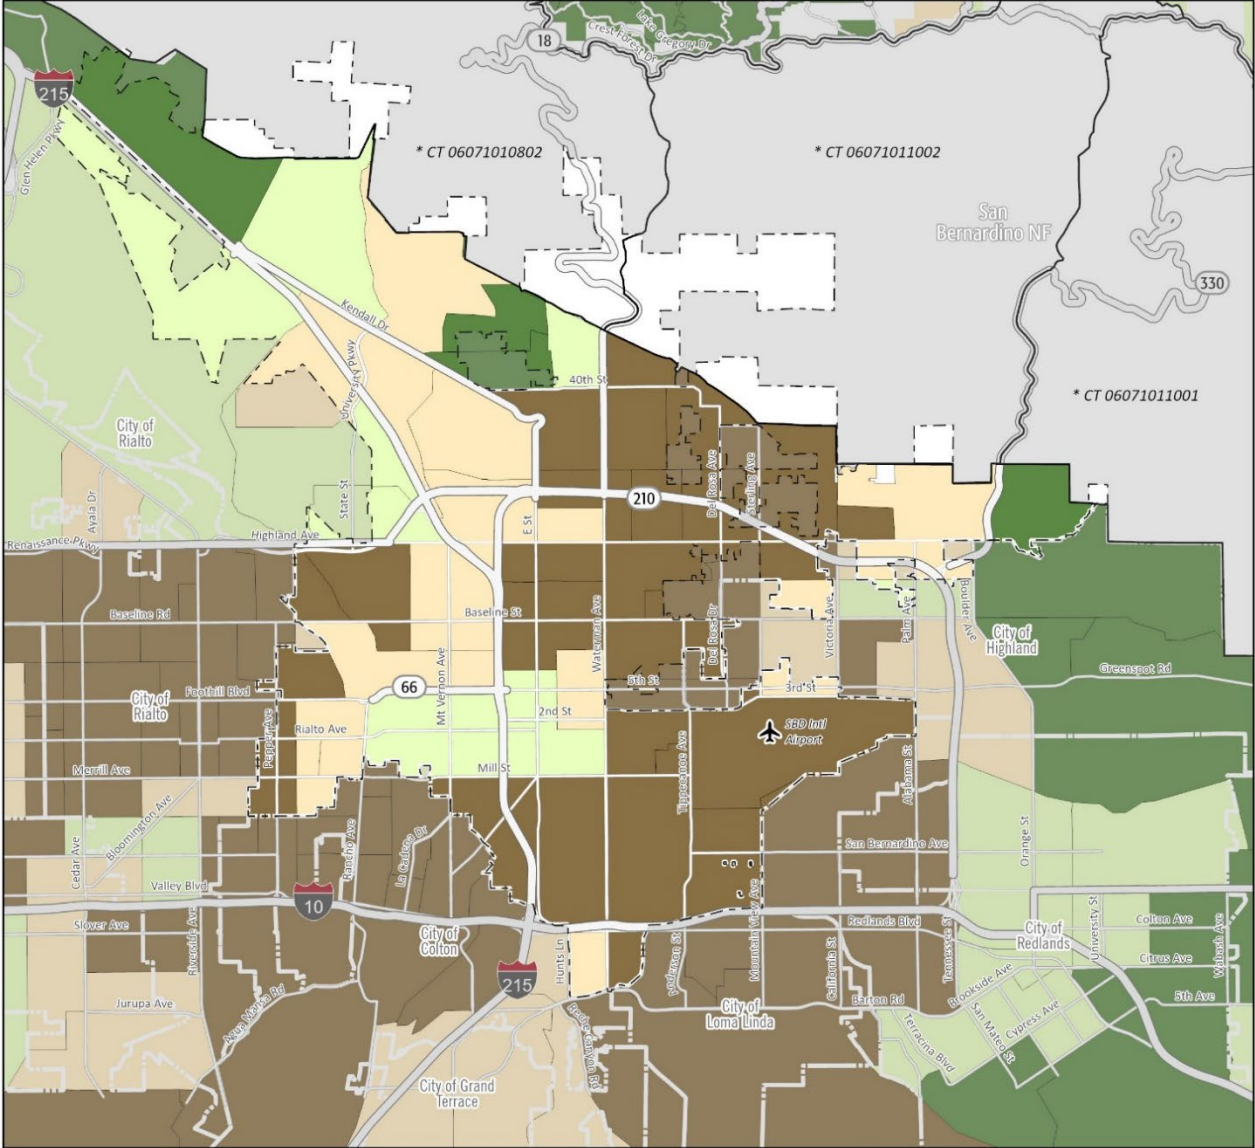 Lake Gregory Dr
Crest Forest Dr
18
215
Glen Helen Pkwy
* CT 06071010802
* CT 06071011002
San
Bernardino NF
330
Kendall Dr
University Pkwy
40th St
* CT 06071011001
City of
Rialto
Ayala Dr
State St
E St
210
Del Rosa Ave
Sterling Ave
Highland Ave
Renaissance Pkwy
Baseline Rd
Baseline St
Waterman Ave
Del Rosa Dr
Victoria Ave
Palm Ave
Boulder Ave
City of
Highland
Greenspot Rd
City of
Rialto
Foothill Blvd
66
Mt Vernon Ave
5th St
3rd St
2nd St
Rialto Ave
Pepper Ave
SBD Intl
Airport
Merrill Ave
Mill St
Tippecanoe Ave
Alabama St
Bloomington Ave
Cedar Ave
Rancho Ave
La Cadena Dr
San Bernardino Ave
Orange St
Valley Blvd
10
Mountain View Ave
Redlands Blvd
Slover Ave
Riverside Ave
City of
Colton
Hunts Ln
Anderson St
California St
Tennessee St
City of
Redlands
University St
Colton Ave
Wabash Ave
Citrus Ave
215
Jurupa Ave
Agua Mansa Rd
City of
Loma Linda
Barton Rd
Brookside Ave
5th Ave
Reche Canyon Rd
Terracina Blvd
San Mateo St
Cypress Ave
City of Grand
Terrace